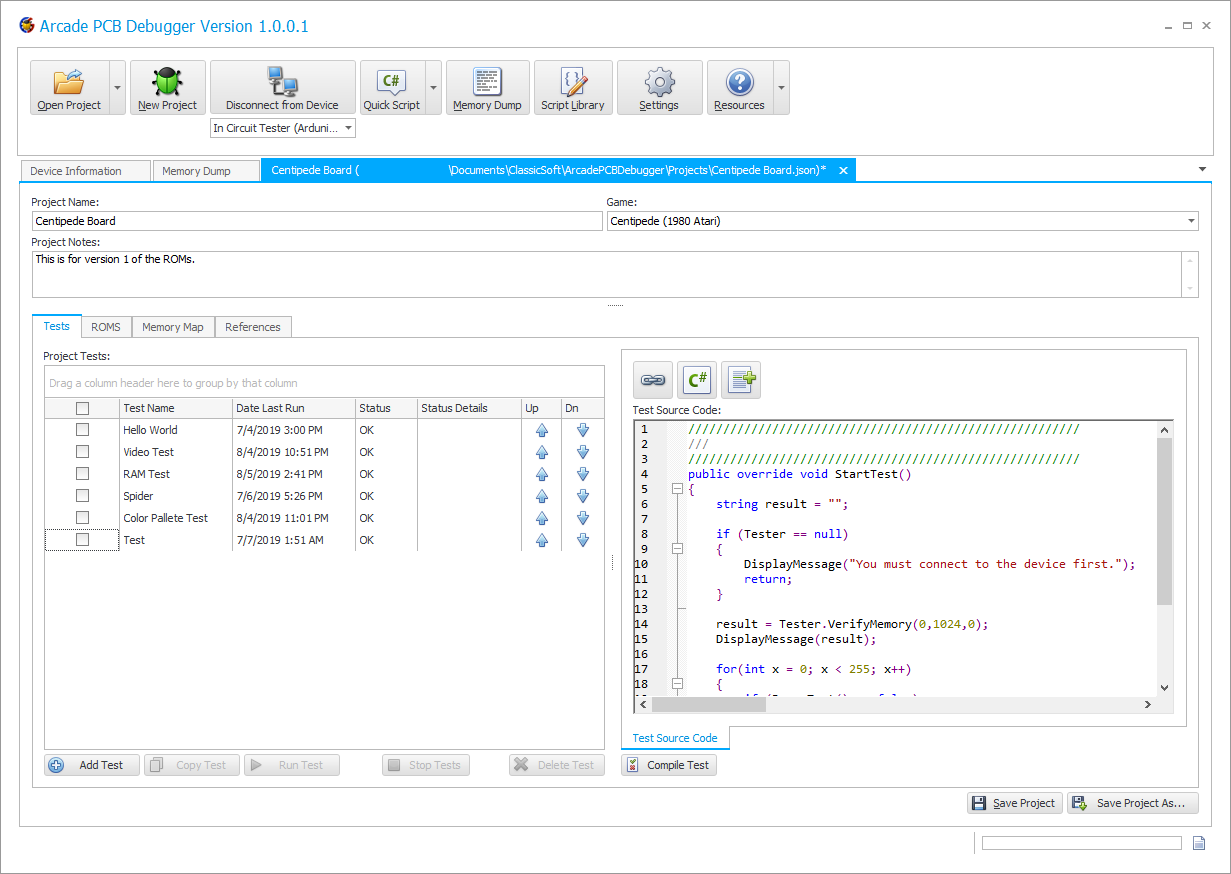 Arcade PCB Debugger Version 1.0.0.1
Open Project
New Project
Disconnect from Device
C#
Quick Script
Memory Dump
Script Library
Settings
Resources
In Circuit Tester (Arduni...
Device Information
Memory Dump
Centipede Board ( \Documents\ClassicSoft\ArcadePCBDebugger\Projects\Centipede Board.json)*
Project Name:
Game:
Centipede Board
Centipede (1980 Atari)
Project Notes:
This is for version 1 of the ROMs.
Tests
ROMS
Memory Map
References
Project Tests:
Drag a column header here to group by that column
Test Name Date Last Run Status Status Details Up Dn
Hello World 7/4/2019 3:00 PM OK
Video Test 8/4/2019 10:51 PM OK
RAM Test 8/5/2019 2:41 PM OK
Spider 7/6/2019 5:26 PM OK
Color Pallete Test 8/4/2019 11:01 PM OK
Test 7/7/2019 1:51 AM OK
C#
Test Source Code:
1 ////////////////////////////////////////////////////////
2 ///
3 ////////////////////////////////////////////////////////
4 public override void StartTest()
5 {
6 string result = "";
7
8 if (Tester == null)
9 {
10 DisplayMessage("You must connect to the device first.");
11 return;
12 }
13
14 result = Tester.VerifyMemory(0,1024,0);
15 DisplayMessage(result);
16
17 for(int x = 0; x < 255; x++)
18 {
Test Source Code
Add Test
Copy Test
Run Test
Stop Tests
Delete Test
Compile Test
Save Project
Save Project As...